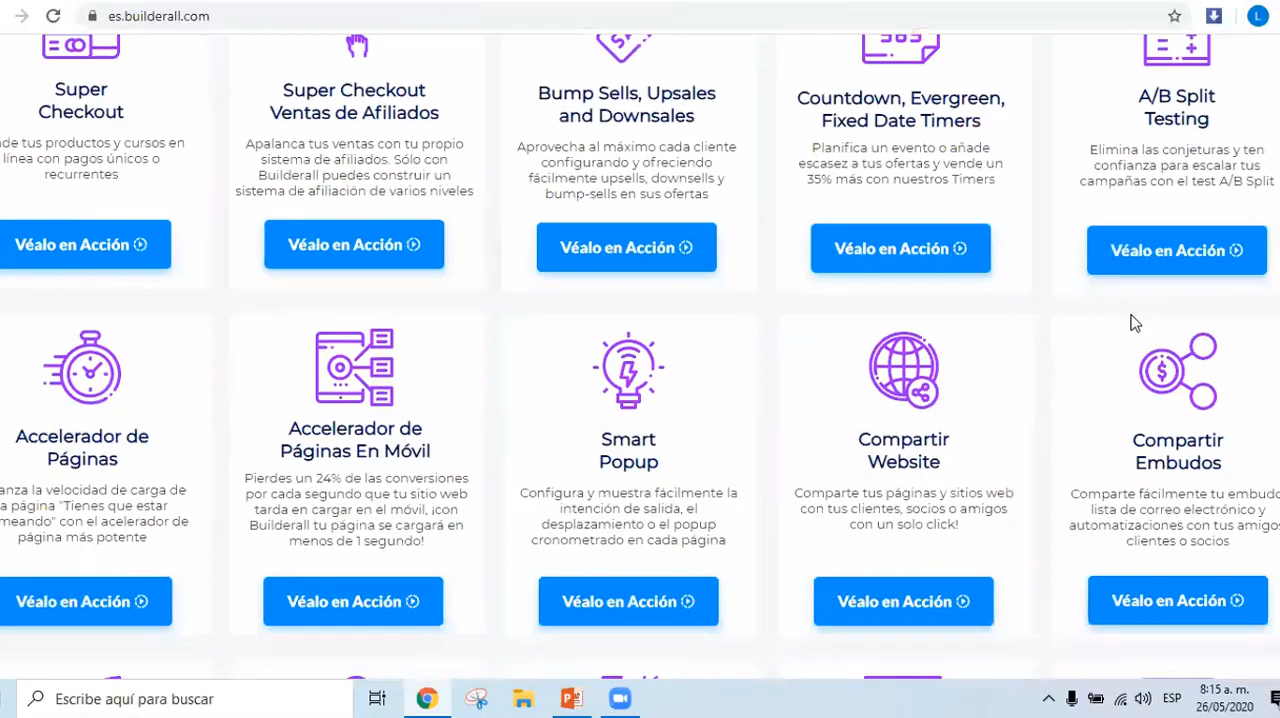 es.builderall.com
L
Super
Checkout
nde tus productos y cursos en
línea con pagos únicos o
recurrentes
Véalo en Acción
Super Checkout
Ventas de Afiliados
Apalanca tus ventas con tu propio
sistema de afiliados. Sólo con
Builderall puedes construir un
sistema de afiliación de varios niveles
Véalo en Acción
Bump Sells, Upsales
and Downsales
Aprovecha al máximo cada cliente
configurando y ofreciendo
fácilmente upsells, downsells y
bump-sells en sus ofertas
Véalo en Acción
365
Countdown, Evergreen,
Fixed Date Timers
Planifica un evento o añade
escasez a tus ofertas y vende un
35% más con nuestros Timers
Véalo en Acción
A/B Split
Testing
Elimina las conjeturas y ten
confianza para escalar tus
campañas con el test A/B Split
Véalo en Acción
Acelerador de
Páginas
anza la velocidad de carga de
a página "Tienes que estar
meando" con el acelerador de
página más potente
Véalo en Acción
Accelerador de
Páginas En Móvil
Pierdes un 24% de las conversiones
por cada segundo que tu sitio web
tarda en cargar en el móvil, ¡con
Builderall tu página se cargará en
menos de 1 segundo!
Véalo en Acción
Smart
Popup
Configura y muestra fácilmente la
intención de salida, el
desplazamiento o el popup
cronometrado en cada página
Véalo en Acción
Compartir
Website
Comparte tus páginas y sitios web
con tus clientes, socios o amigos
con un solo click!
Véalo en Acción
$
Compartir
Embudos
Comparte fácilmente tu embudo
lista de correo electrónico y
automatizaciones con tus amigos
clientes o socios
Véalo en Acción
Escribe aquí para buscar
ESP
8:15 a. m.
26/05/2020